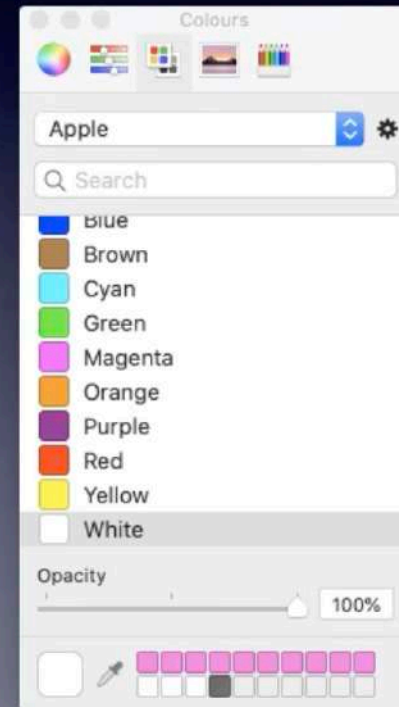 Colours
Apple
Search
Blue
Brown
Cyan
Green
Magenta
Orange
Purple
Red
Yellow
White
Opacity
100%